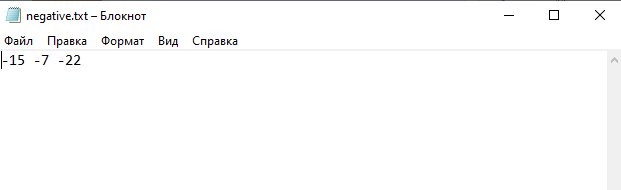 negative.txt – Блокнот
Файл Правка Формат Вид Справка
-15 -7 -22